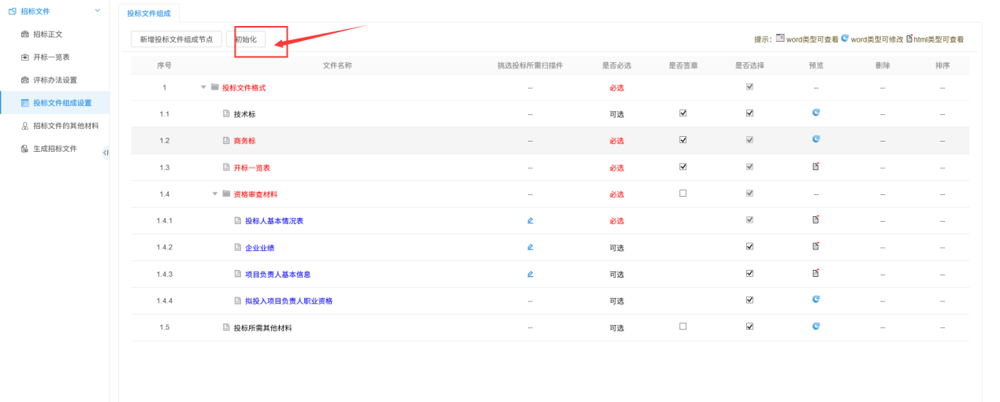 招标文件
招标正文
开标一览表
评标办法设置
投标文件组成设置
招标文件的其他材料
生成招标文件
投标文件组成
新增投标文件组成节点 初始化 提示: word类型可查看 word类型可修改 html类型可查看
序号 文件名称 挑选投标所需扫描件 是否必选 是否签章 是否选择 预览 删除 排序
1 投标文件格式 -- 必选 -- -- --
1.1 技术标 -- 可选 -- --
1.2 商务标 -- 必选 -- --
1.3 开标一览表 -- 必选 -- --
1.4 资格审查材料 -- 必选 -- -- --
1.4.1 投标人基本情况表 必选 -- --
1.4.2 企业业绩 可选 -- --
1.4.3 项目负责人基本信息 可选 -- --
1.4.4 拟投入项目负责人职业资格 -- 可选 -- --
1.5 投标所需其他材料 -- 可选 -- --